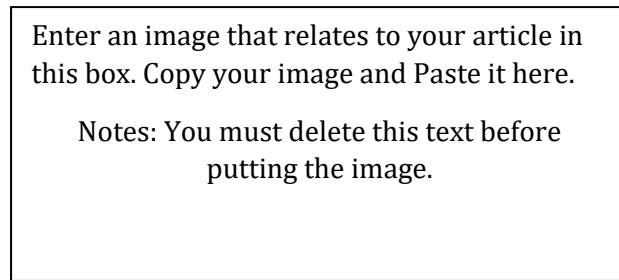 Enter an image that relates to your article in
this box. Copy your image and Paste it here.
Notes: You must delete this text before
putting the image.